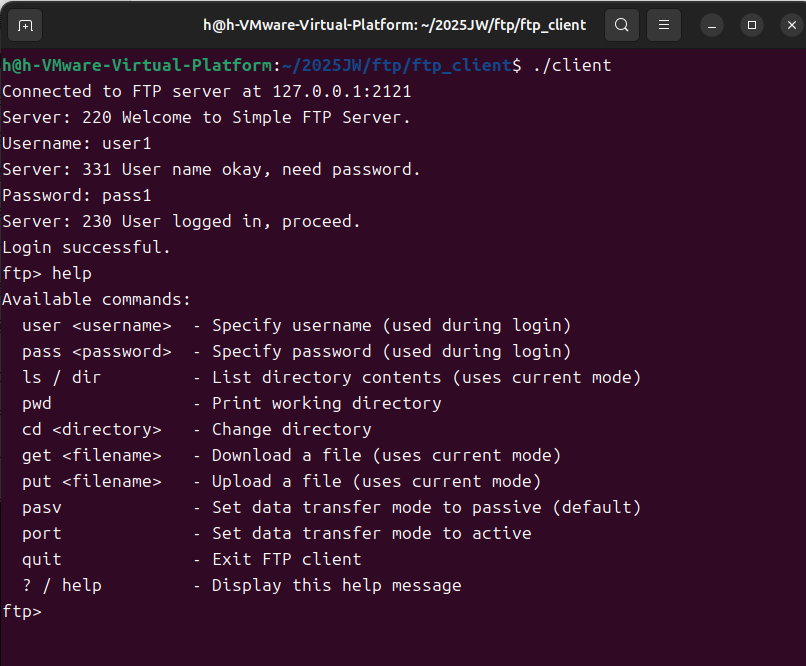 h@h-VMware-Virtual-Platform: ~/2025JW/ftp/ftp_client
h@h-VMware-Virtual-Platform:~/2025JW/ftp/ftp_client$ ./client
Connected to FTP server at 127.0.0.1:2121
Server: 220 Welcome to Simple FTP Server.
Username: user1
Server: 331 User name okay, need password.
Password: pass1
Server: 230 User logged in, proceed.
Login successful.
ftp> help
Available commands:
  user <username>  - Specify username (used during login)
  pass <password>  - Specify password (used during login)
  ls / dir         - List directory contents (uses current mode)
  pwd              - Print working directory
  cd <directory>   - Change directory
  get <filename>   - Download a file (uses current mode)
  put <filename>   - Upload a file (uses current mode)
  pasv             - Set data transfer mode to passive (default)
  port             - Set data transfer mode to active
  quit             - Exit FTP client
  ? / help         - Display this help message
ftp>